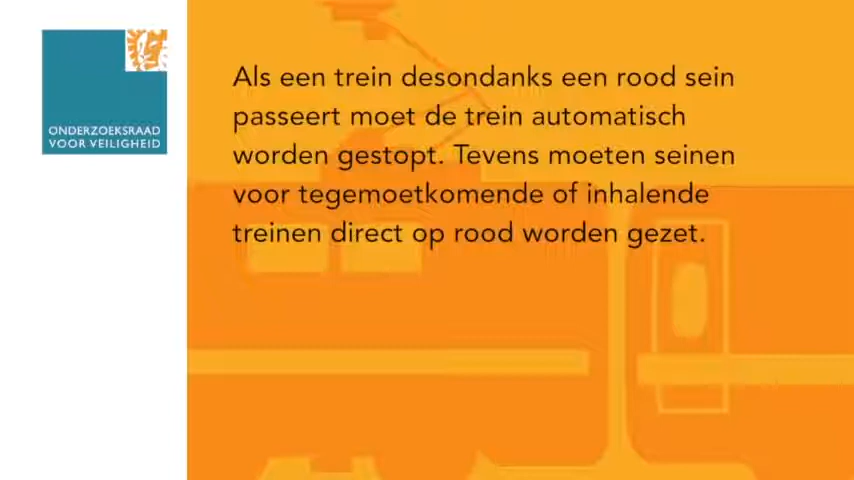 ONDERZOEKSRAAD
VOOR VEILIGHEID
Als een trein desondanks een rood sein
passeert moet de trein automatisch
worden gestopt. Tevens moeten seinen
voor tegemoetkomende of inhalende
treinen direct op rood worden gezet.